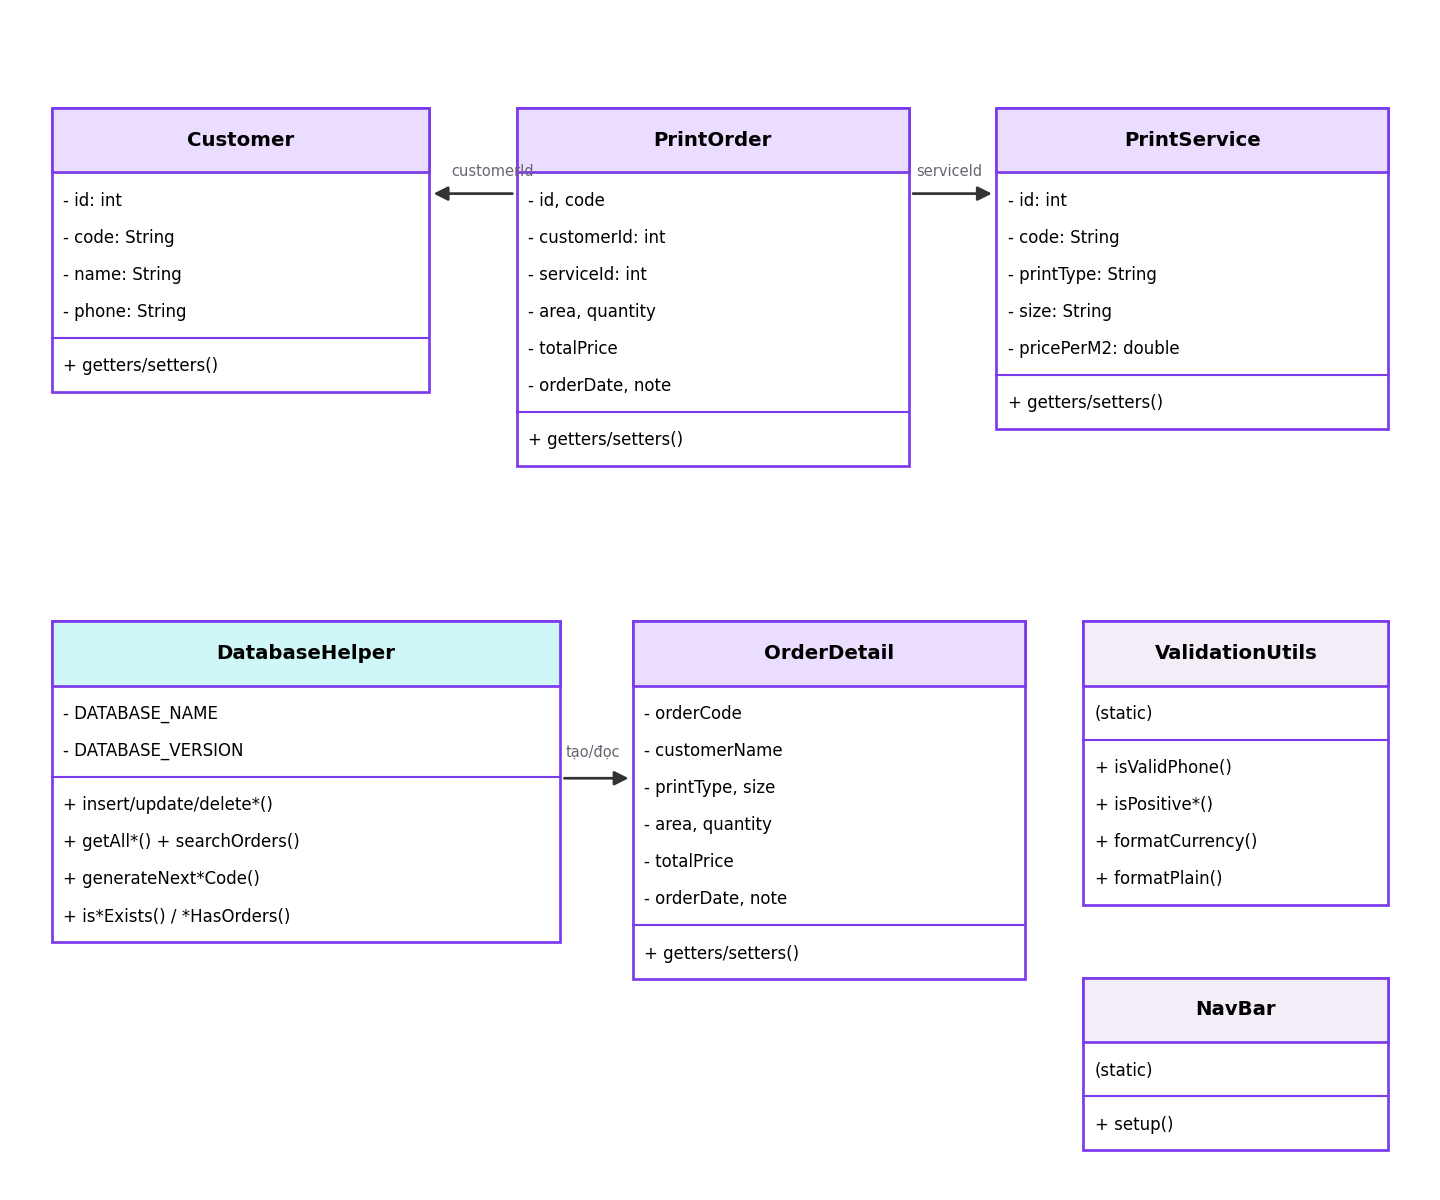 Customer
- id: int
- code: String
- name: String
- phone: String
+ getters/setters()
customerId
PrintOrder
- id, code
- customerId: int
- serviceId: int
- area, quantity
- totalPrice
- orderDate, note
+ getters/setters()
serviceId
PrintService
- id: int
- code: String
- printType: String
- size: String
- pricePerM2: double
+ getters/setters()
DatabaseHelper
- DATABASE_NAME
- DATABASE_VERSION
+ insert/update/delete*()
+ getAll*() + searchOrders()
+ generateNext*Code()
+ is*Exists() / *HasOrders()
tạo/đọc
OrderDetail
- orderCode
- customerName
- printType, size
- area, quantity
- totalPrice
- orderDate, note
+ getters/setters()
ValidationUtils
(static)
+ isValidPhone()
+ isPositive*()
+ formatCurrency()
+ formatPlain()
NavBar
(static)
+ setup()